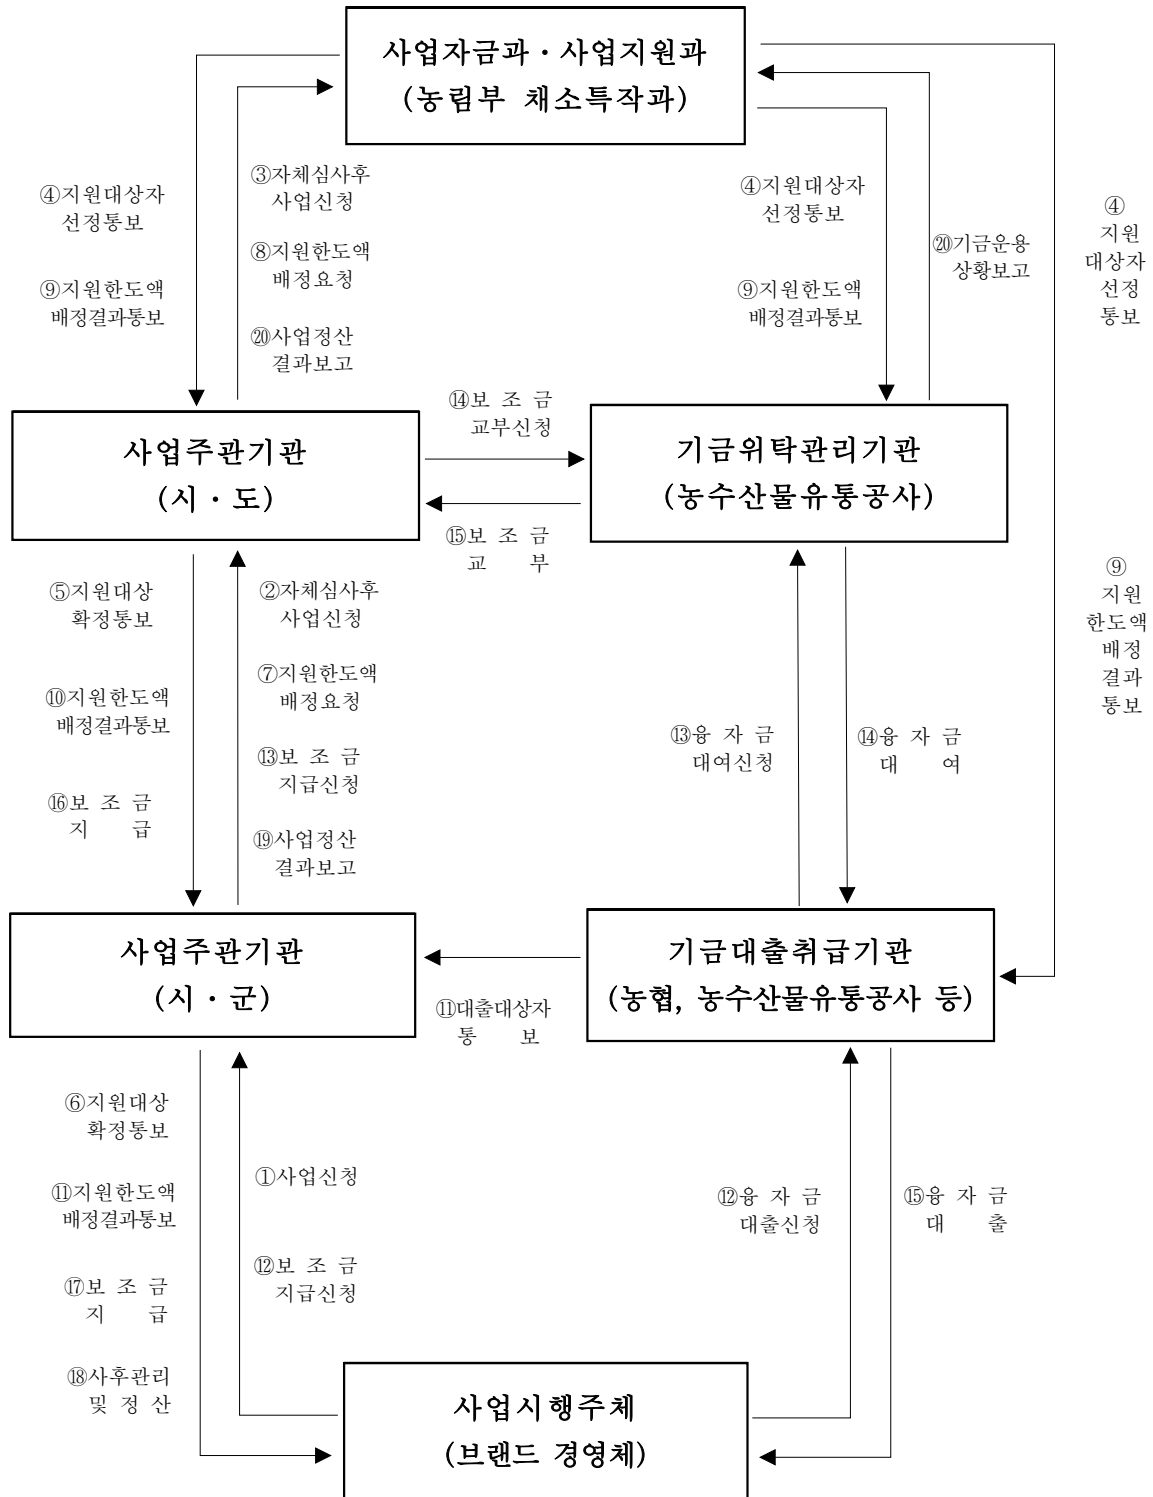 사업자금과·사업지원과
(농림부 채소특작과)
④지원대상자
선정통보
⑨지원한도액
배정결과통보
③자체심사후
사업신청
⑧지원한도액
배정요청
⑳사업정산
결과보고
④지원대상자
선정통보
⑨지원한도액
배정결과통보
⑳기금운용
상황보고
④
지원
대상자
선정
통보
사업주관기관
(시·도)
⑭보 조 금
교부신청
⑮보 조 금
교 부
기금위탁관리기관
(농수산물유통공사)
⑤지원대상
확정통보
⑩지원한도액
배정결과통보
⑯보 조 금
지 급
②자체심사후
사업신청
⑦지원한도액
배정요청
⑬보 조 금
지급신청
⑲사업정산
결과보고
⑬융 자 금
대여신청
⑭융 자 금
대 여
⑨
지원
한도액
배정
결과
통보
사업주관기관
(시·군)
⑪대출대상자
통 보
기금대출취급기관
(농협, 농수산물유통공사 등)
⑥지원대상
확정통보
⑪지원한도액
배정결과통보
⑰보 조 금
지 급
⑱사후관리
및 정 산
①사업신청
⑫보 조 금
지급신청
⑫융 자 금
대출신청
⑮융 자 금
대 출
사업시행주체
(브랜드 경영체)